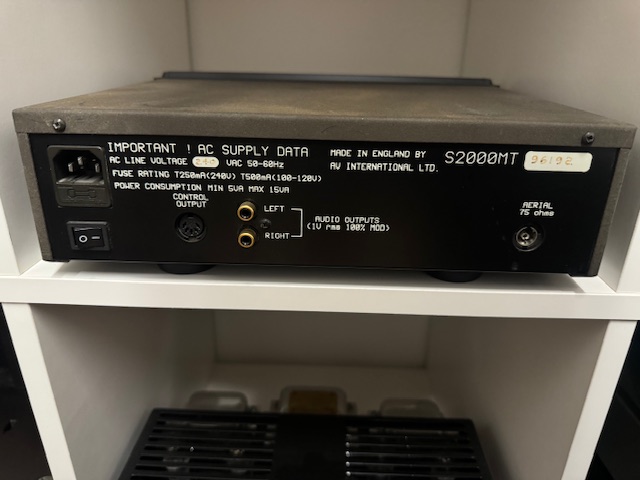 IMPORTANT ! AC SUPPLY DATA
AC LINE VOLTAGE 240 VAC 50-60Hz
FUSE RATING T250mA(240V) T500mA(100-120V)
POWER CONSUMPTION MIN 5VA MAX 15VA
MADE IN ENGLAND BY
AV INTERNATIONAL LTD.
S2000MT 96192
CONTROL
OUTPUT
LEFT
RIGHT
AUDIO OUTPUTS
(1V rms 100% MOD)
AERIAL
75 ohms